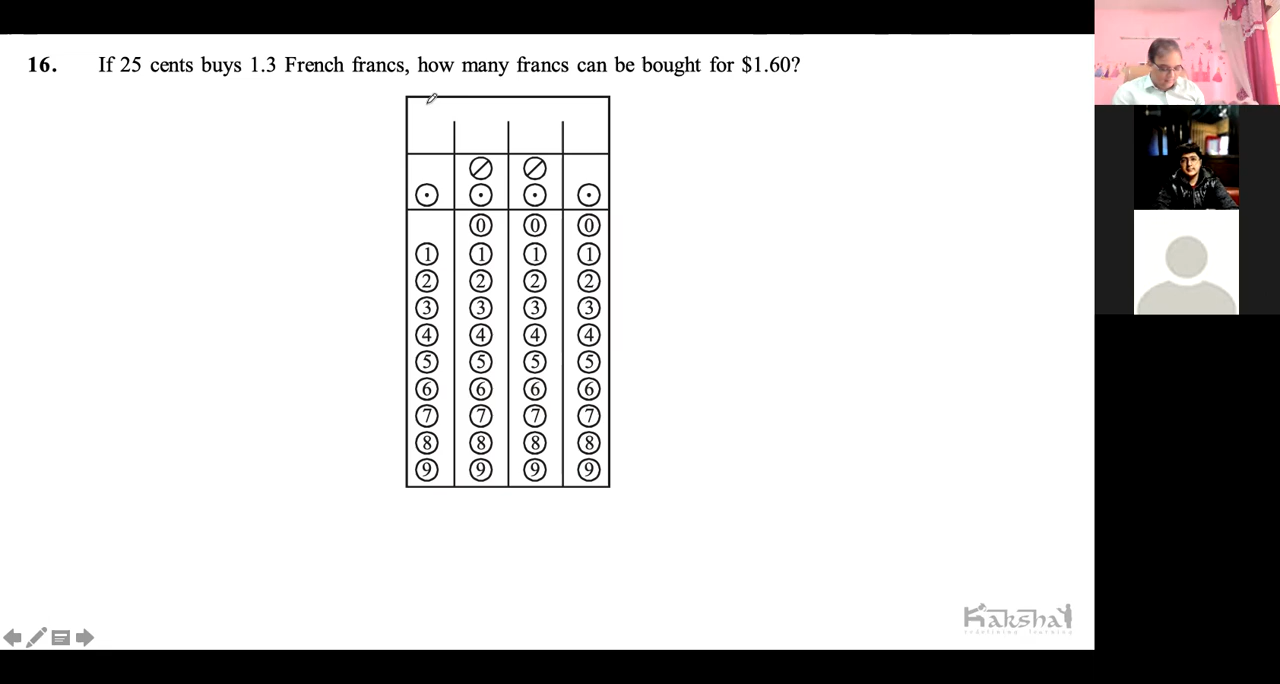 16. If 25 cents buys 1.3 French francs, how many francs can be bought for $1.60?
0 0 0
1 1 1 1
2 2 2 2
3 3 3 3
4 4 4 4
5 5 5 5
6 6 6 6
7 7 7 7
8 8 8 8
9 9 9 9
Kaksha
redefining learning